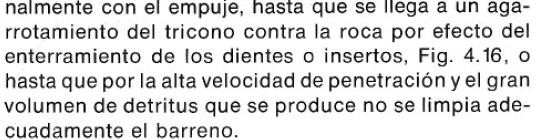 nalmente con el empuje, hasta que se llega a un aga-
rrotamiento del tricono contra la roca por efecto del
enterramiento de los dientes o insertos, Fig. 4.16, o
hasta que por la alta velocidad de penetración y el gran
volumen de detritus que se produce no se limpia ade-
cuadamente el barreno.